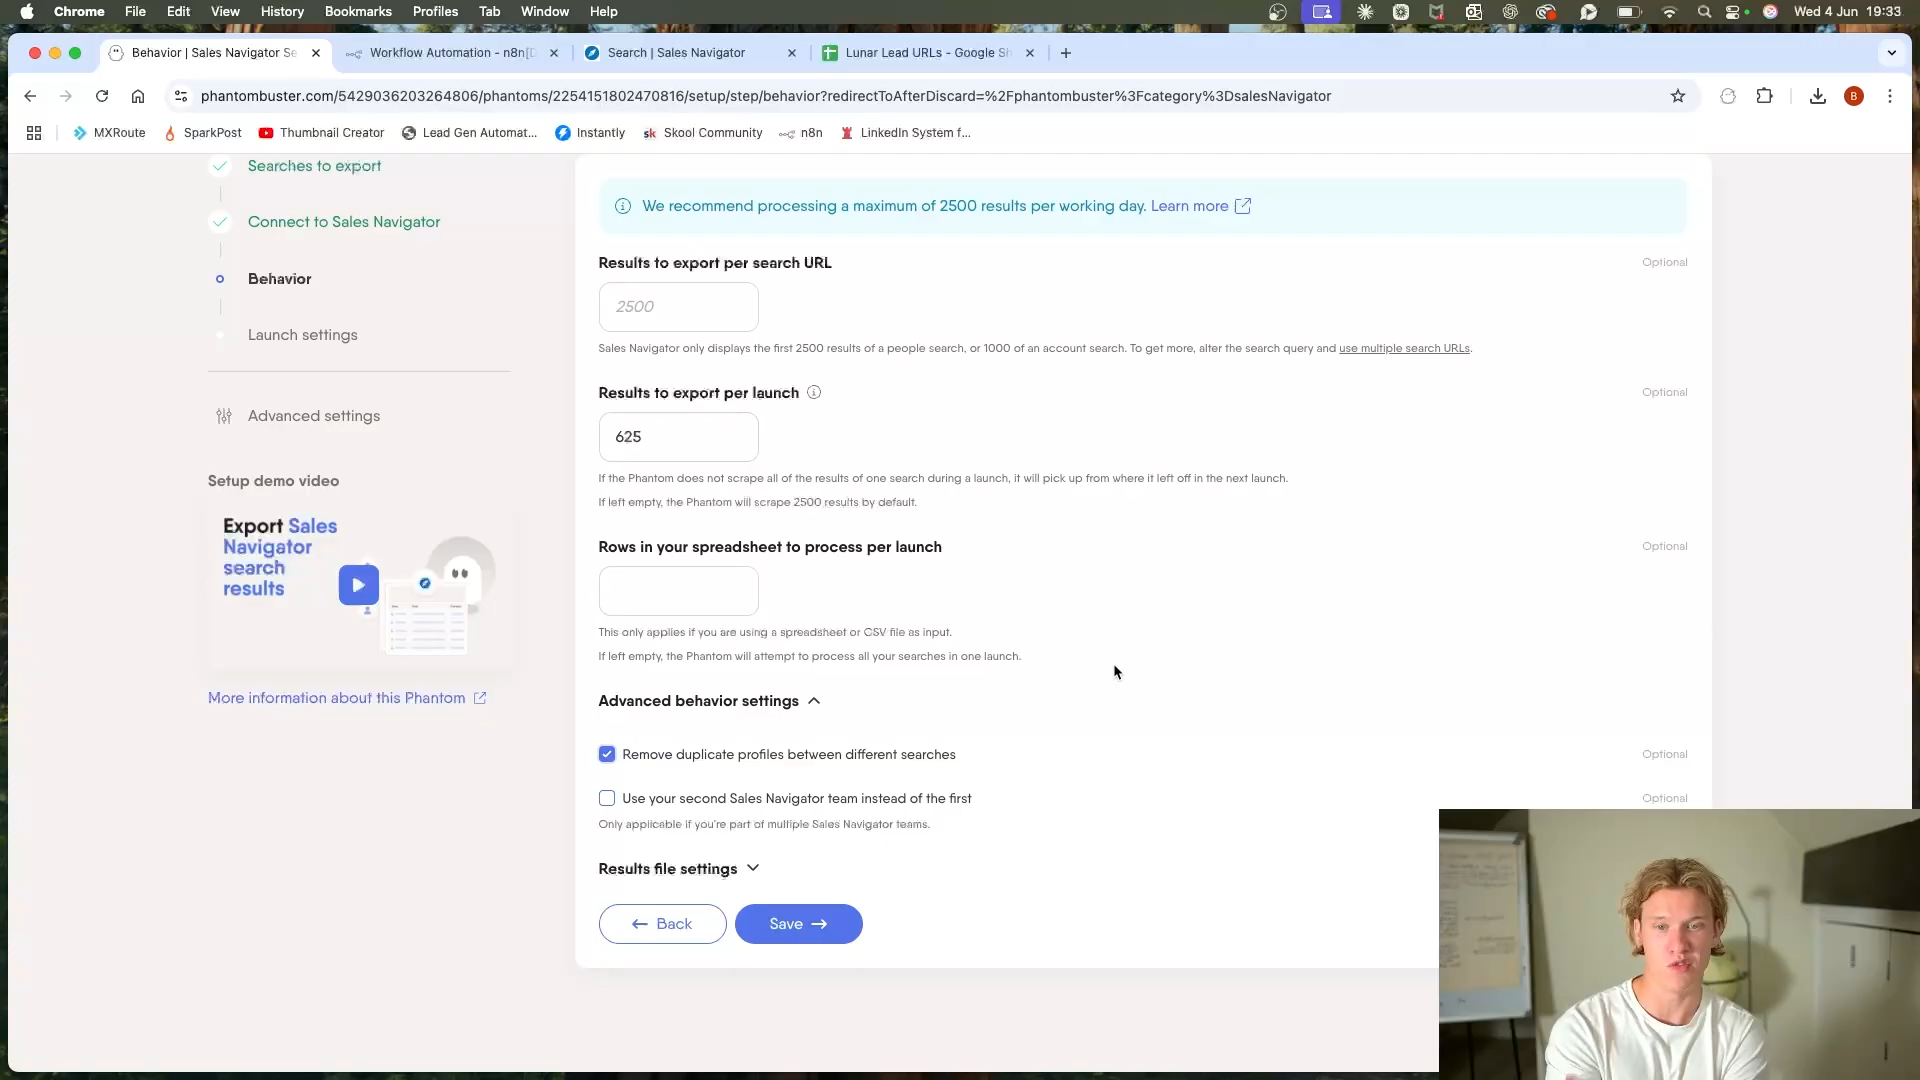 Chrome File Edit View History Bookmarks Profiles Tab Window Help
Wed 4 Jun 19:33
Behavior | Sales Navigator Se
Workflow Automation - n8n
Search | Sales Navigator
Lunar Lead URLs - Google Sh
phantombuster.com/5429036203264806/phantoms/2254151802470816/setup/step/behavior?redirectToAfterDiscard=%2Fphantombuster%3Fcategory%3DsalesNavigator
B
MXRoute
SparkPost
Thumbnail Creator
Lead Gen Automat...
Instantly
sk Skool Community
n8n
LinkedIn System f...
Searches to export
Connect to Sales Navigator
Behavior
Launch settings
Advanced settings
Setup demo video
Export Sales
Navigator
search
results
More information about this Phantom
We recommend processing a maximum of 2500 results per working day. Learn more
Results to export per search URL
Optional
2500
Sales Navigator only displays the first 2500 results of a people search, or 1000 of an account search. To get more, alter the search query and use multiple search URLs.
Results to export per launch
Optional
625
If the Phantom does not scrape all of the results of one search during a launch, it will pick up from where it left off in the next launch.
If left empty, the Phantom will scrape 2500 results by default.
Rows in your spreadsheet to process per launch
Optional
This only applies if you are using a spreadsheet or CSV file as input.
If left empty, the Phantom will attempt to process all your searches in one launch.
Advanced behavior settings
Remove duplicate profiles between different searches
Optional
Use your second Sales Navigator team instead of the first
Optional
Only applicable if you're part of multiple Sales Navigator teams.
Results file settings
Back
Save